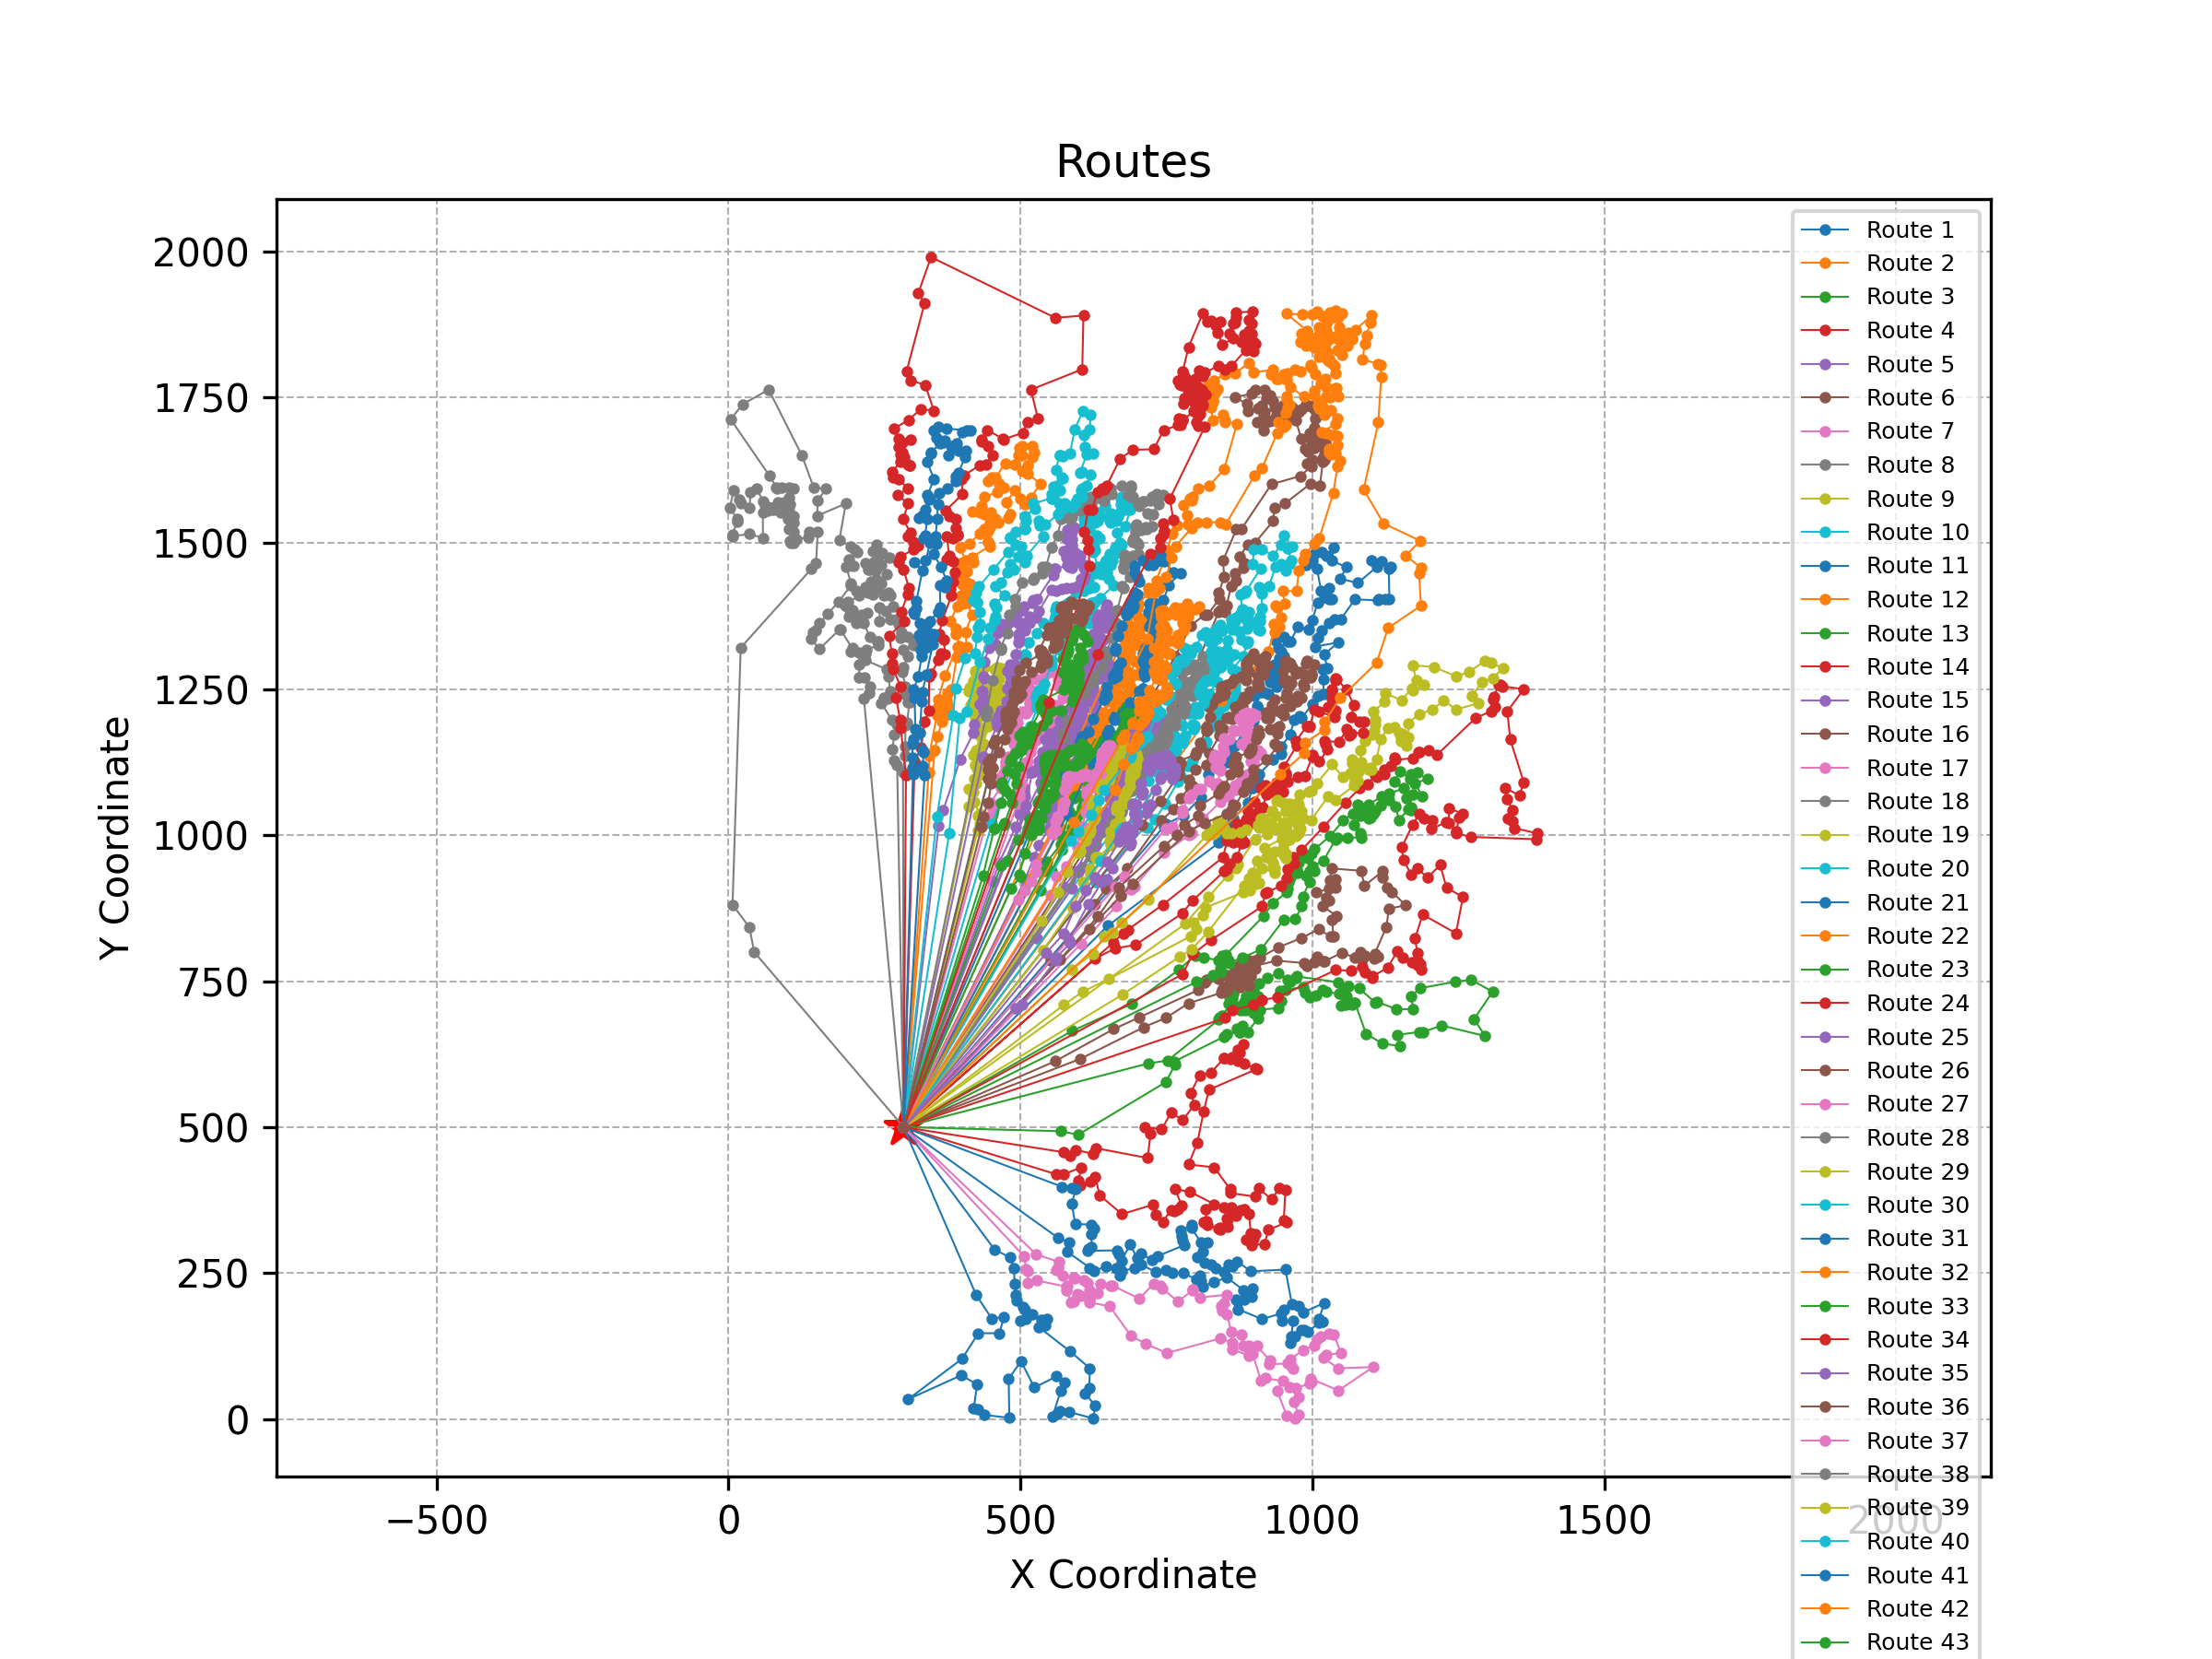 Routes
2000
1750
1500
1250
1000
750
500
250
0
Y Coordinate
−500
0
500
1000
1500
2000
X Coordinate
Route 1
Route 2
Route 3
Route 4
Route 5
Route 6
Route 7
Route 8
Route 9
Route 10
Route 11
Route 12
Route 13
Route 14
Route 15
Route 16
Route 17
Route 18
Route 19
Route 20
Route 21
Route 22
Route 23
Route 24
Route 25
Route 26
Route 27
Route 28
Route 29
Route 30
Route 31
Route 32
Route 33
Route 34
Route 35
Route 36
Route 37
Route 38
Route 39
Route 40
Route 41
Route 42
Route 43